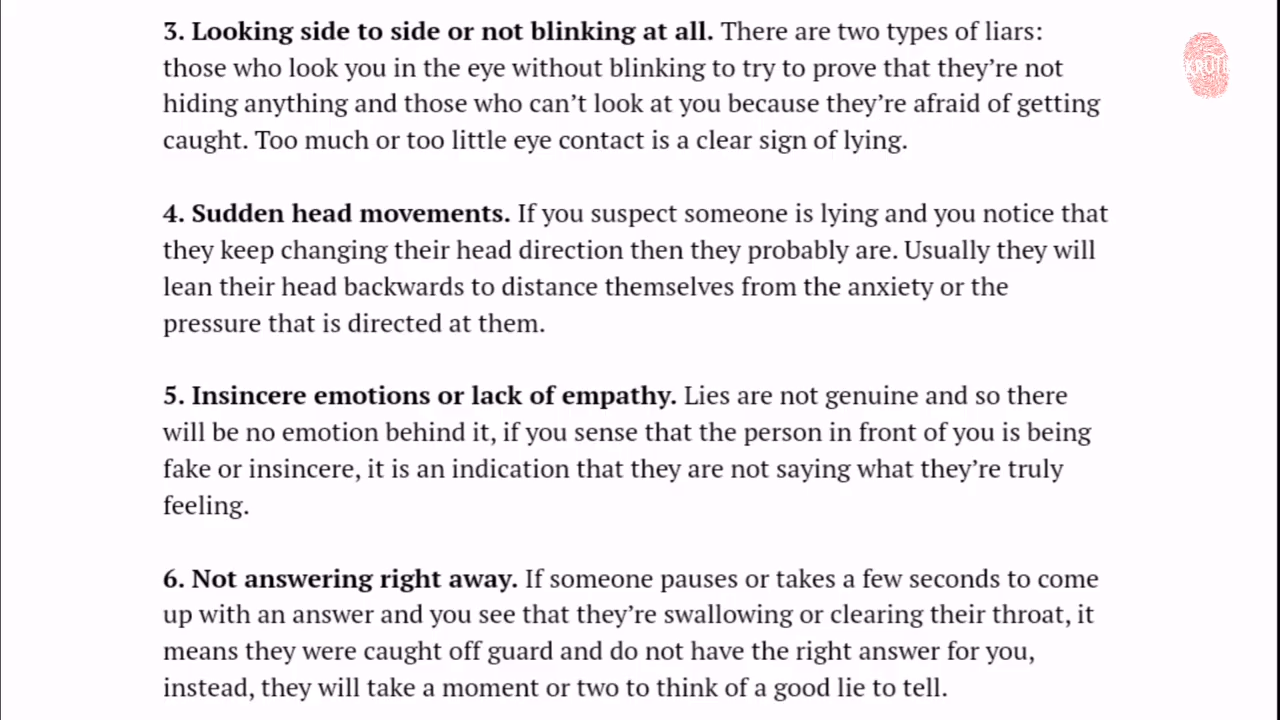 3. Looking side to side or not blinking at all. There are two types of liars:
those who look you in the eye without blinking to try to prove that they're not
hiding anything and those who can't look at you because they're afraid of getting
caught. Too much or too little eye contact is a clear sign of lying.
4. Sudden head movements. If you suspect someone is lying and you notice that
they keep changing their head direction then they probably are. Usually they will
lean their head backwards to distance themselves from the anxiety or the
pressure that is directed at them.
5. Insincere emotions or lack of empathy. Lies are not genuine and so there
will be no emotion behind it, if you sense that the person in front of you is being
fake or insincere, it is an indication that they are not saying what they're truly
feeling.
6. Not answering right away. If someone pauses or takes a few seconds to come
up with an answer and you see that they're swallowing or clearing their throat, it
means they were caught off guard and do not have the right answer for you,
instead, they will take a moment or two to think of a good lie to tell.